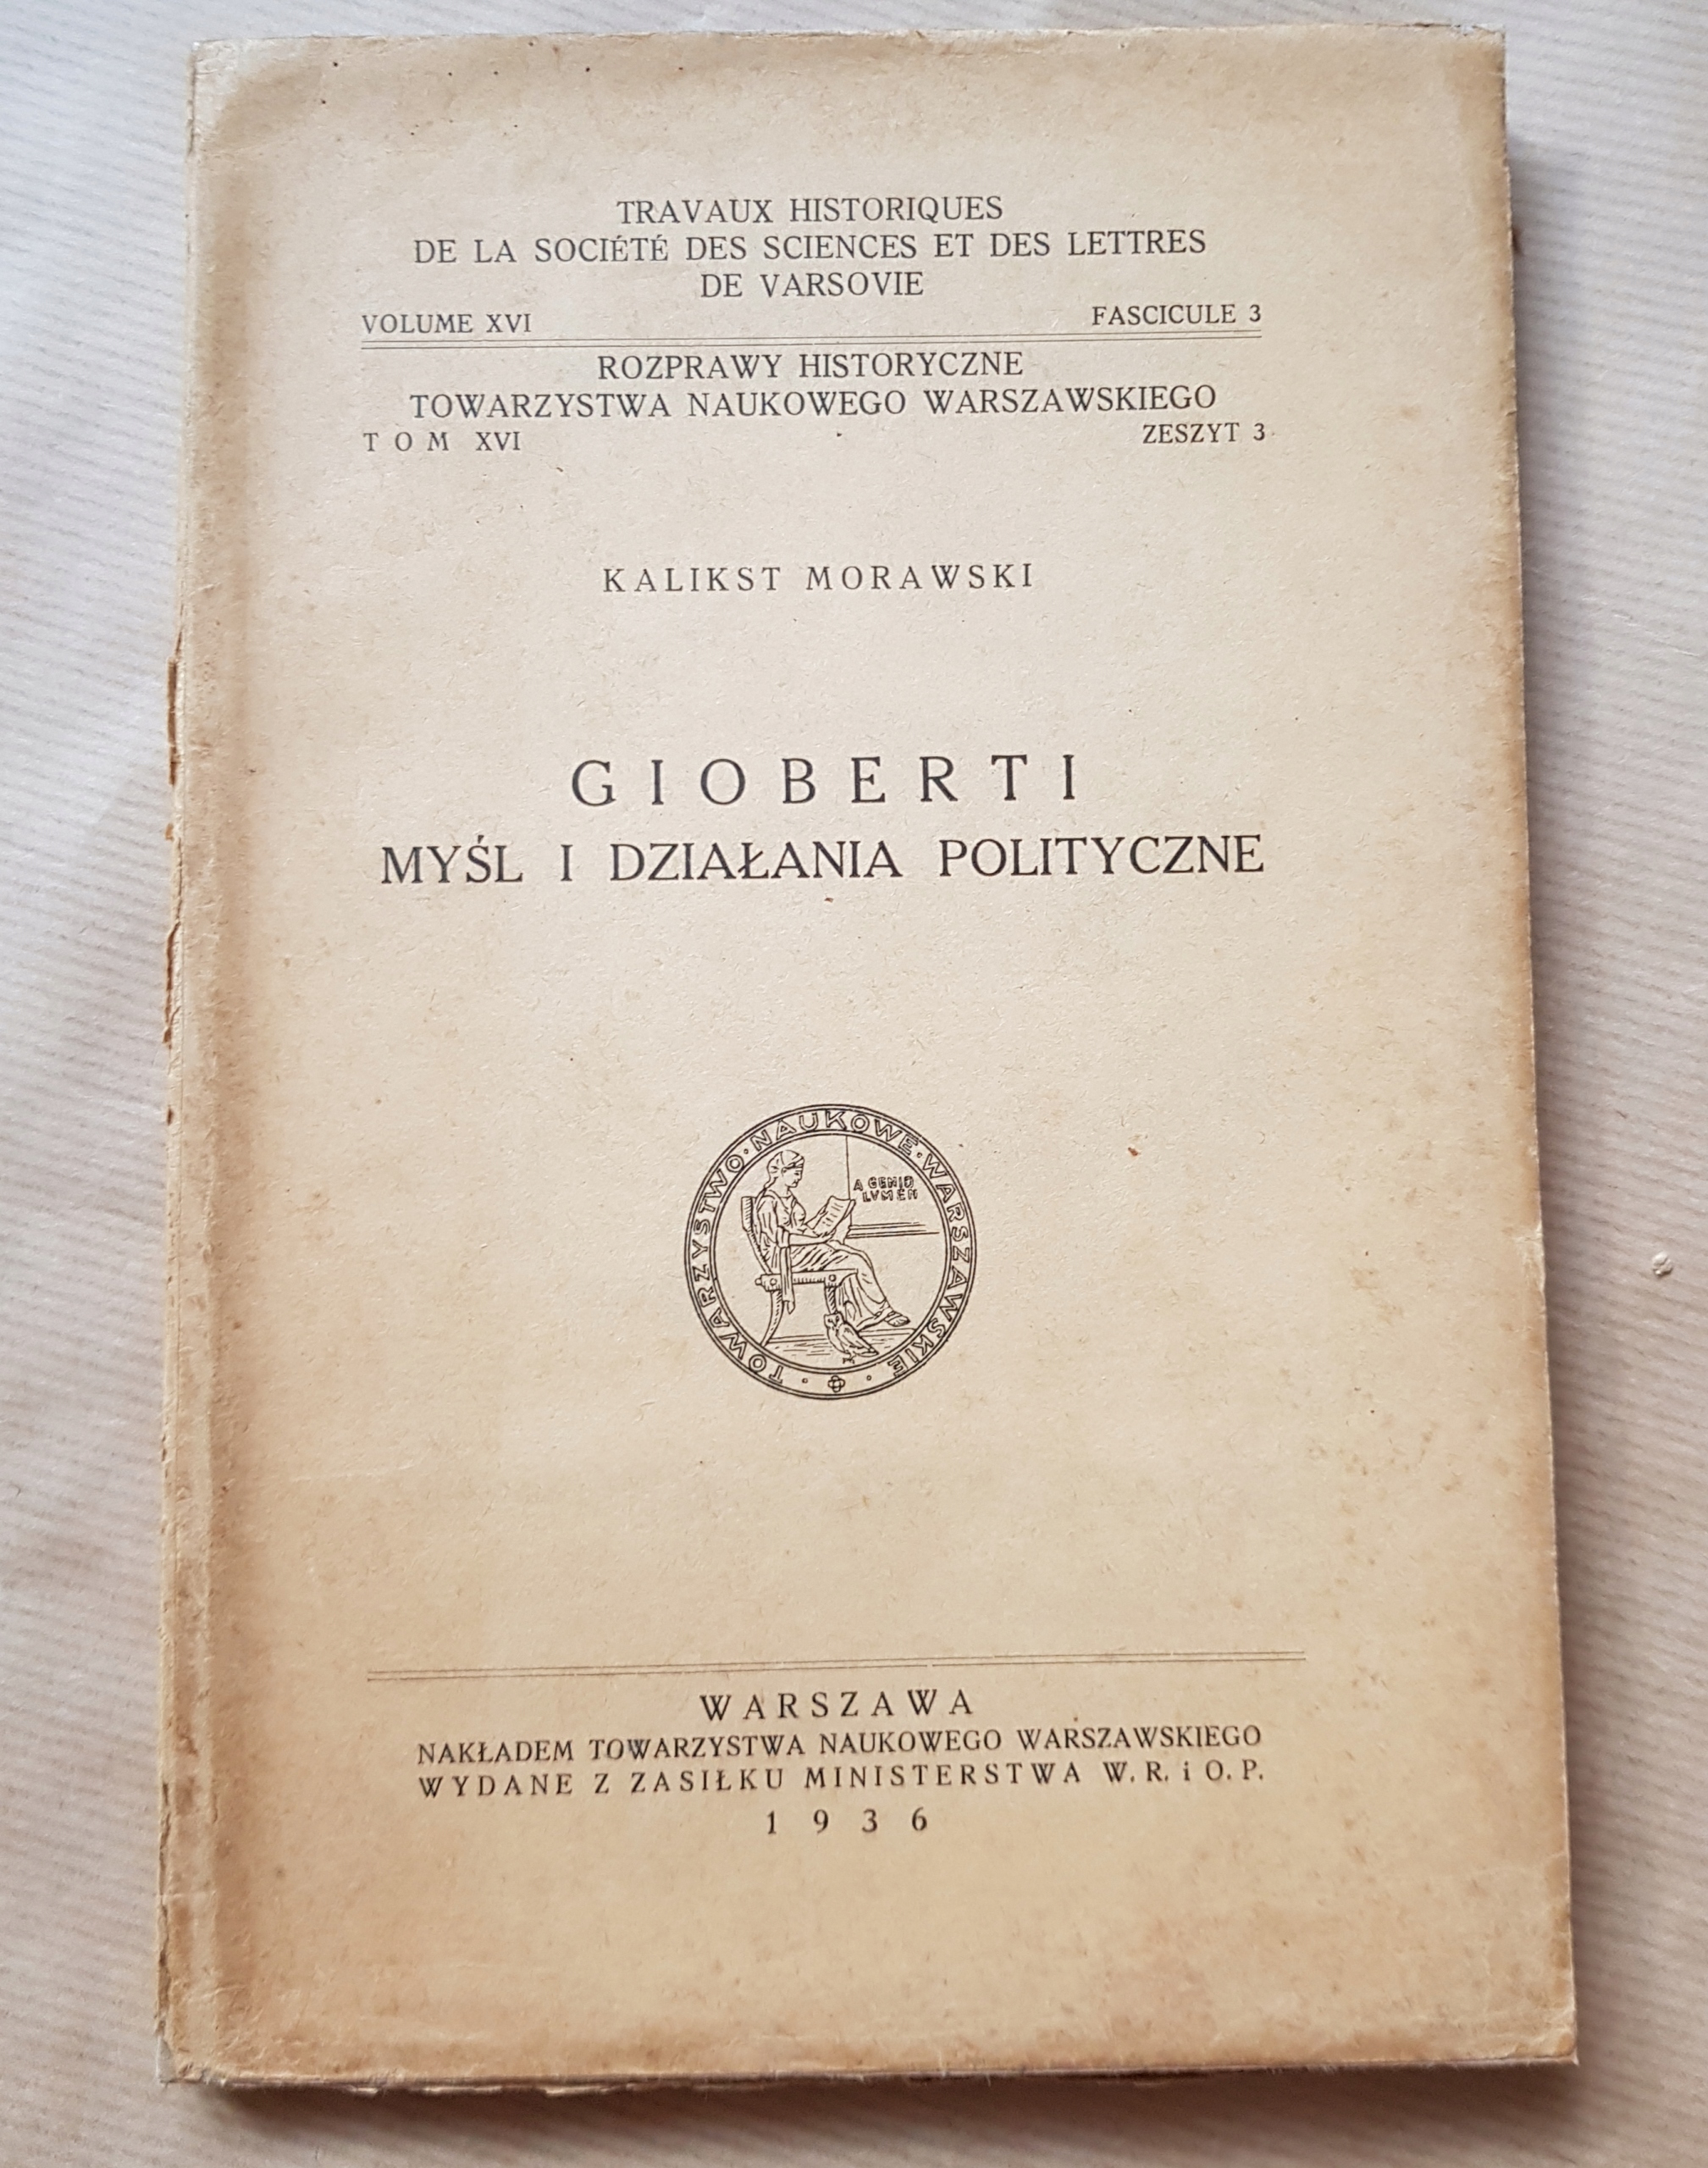 TRAVAUX HISTORIQUES
DE LA SOCIÉTÉ DES SCIENCES ET DES LETTRES
DE VARSOVIE
VOLUME XVI FASCICULE 3
ROZPRAWY HISTORYCZNE
TOWARZYSTWA NAUKOWEGO WARSZAWSKIEGO
TOM XVI ZESZYT 3
KALIKST MORAWSKI
GIOBERTI
MYŚL I DZIAŁANIA POLITYCZNE
TOWARZYSTWO · NAUKOWE · WARSZAWSKIE
A GENIO
LVMEN
WARSZAWA
NAKŁADEM TOWARZYSTWA NAUKOWEGO WARSZAWSKIEGO
WYDANE Z ZASIŁKU MINISTERSTWA W. R. i O. P.
1936